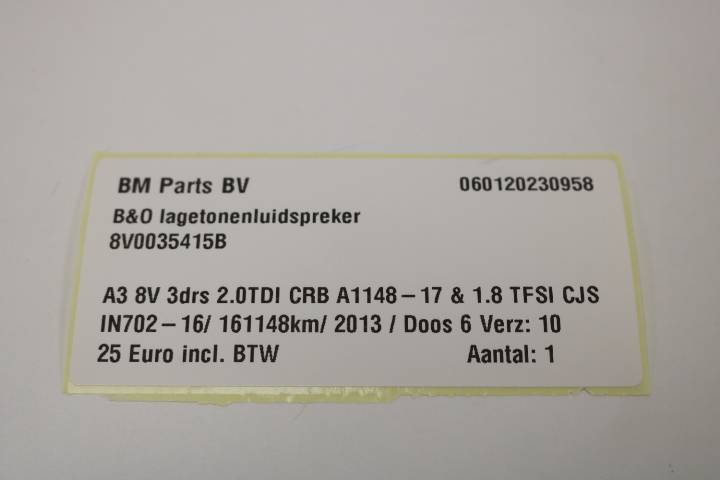 BM Parts BV 060120230958
B&O lagetonenluidspreker
8V0035415B
A3 8V 3drs 2.0TDI CRB A1148-17 & 1.8 TFSI CJS
IN702-16/ 161148km/ 2013 / Doos 6 Verz: 10
25 Euro incl. BTW Aantal: 1